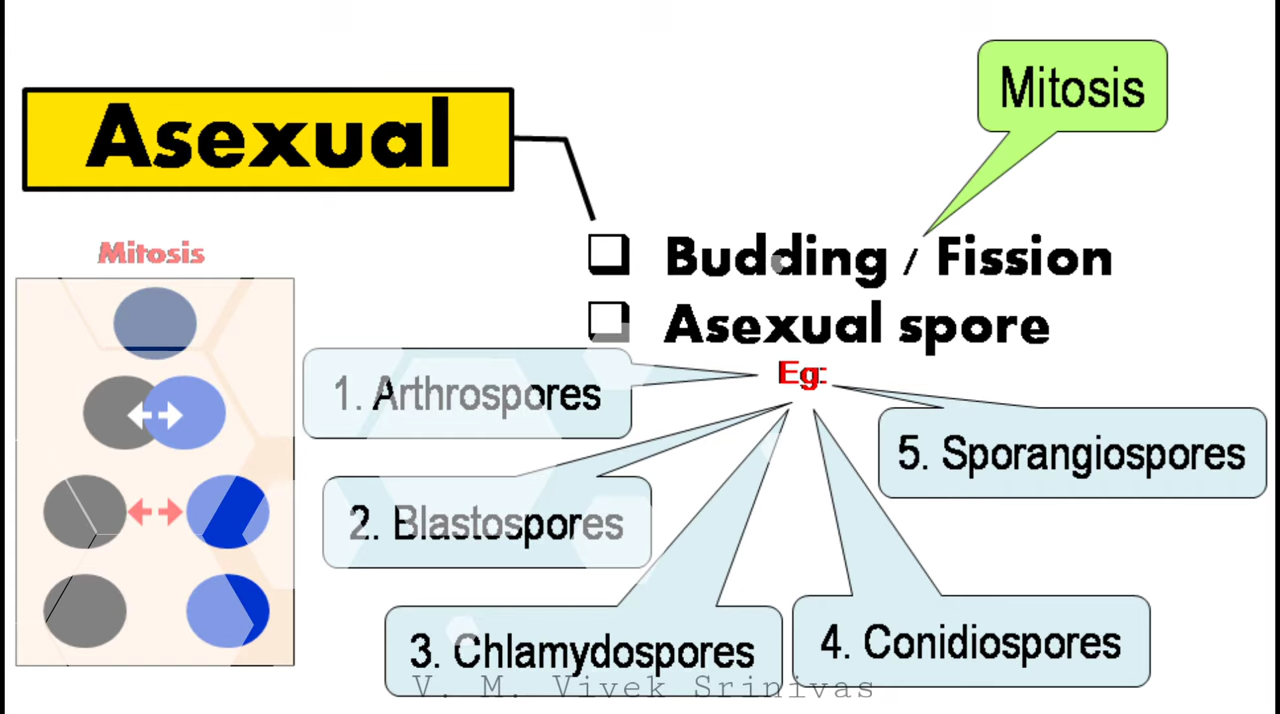 Mitosis
Asexual
Mitosis
❑ Budding / Fission
❑ Asexual spore
Eg:
1. Arthrospores
5. Sporangiospores
2. Blastospores
3. Chlamydospores
4. Conidiospores
V. M. Vivek Srinivas